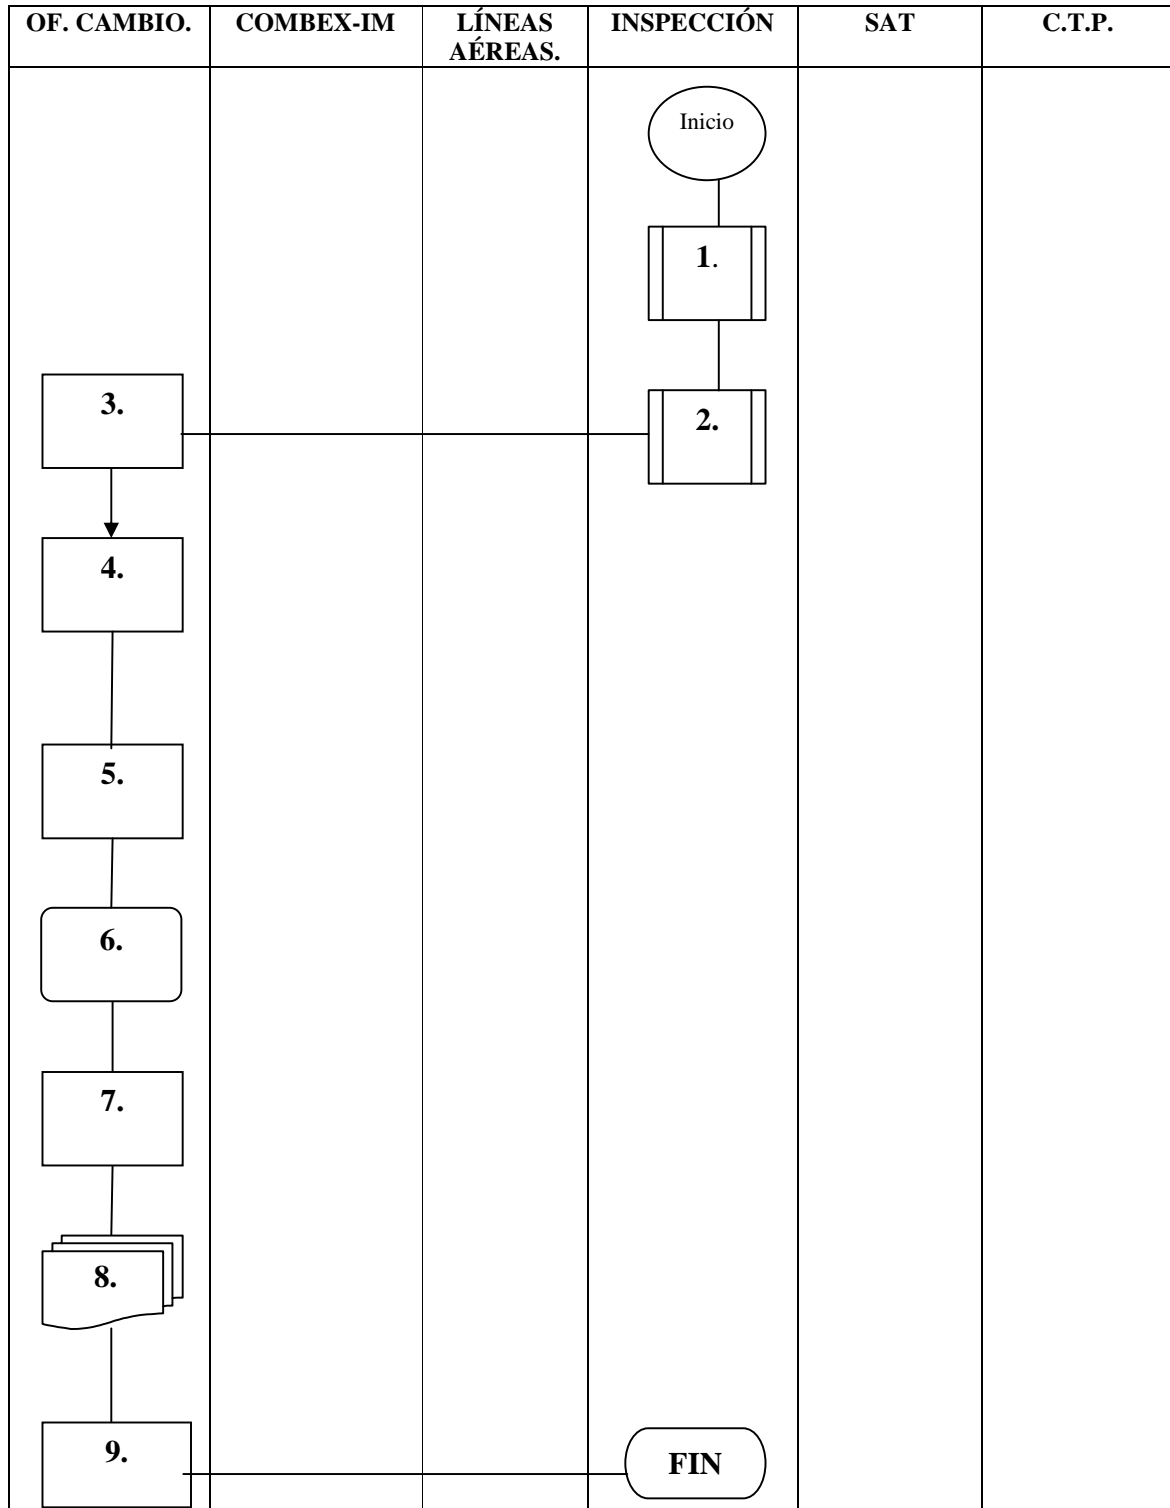 OF. CAMBIO.
COMBEX-IM
LÍNEAS
AÉREAS.
INSPECCIÓN
SAT
C.T.P.
Inicio
1.
3.
2.
4.
5.
6.
7.
8.
9.
FIN